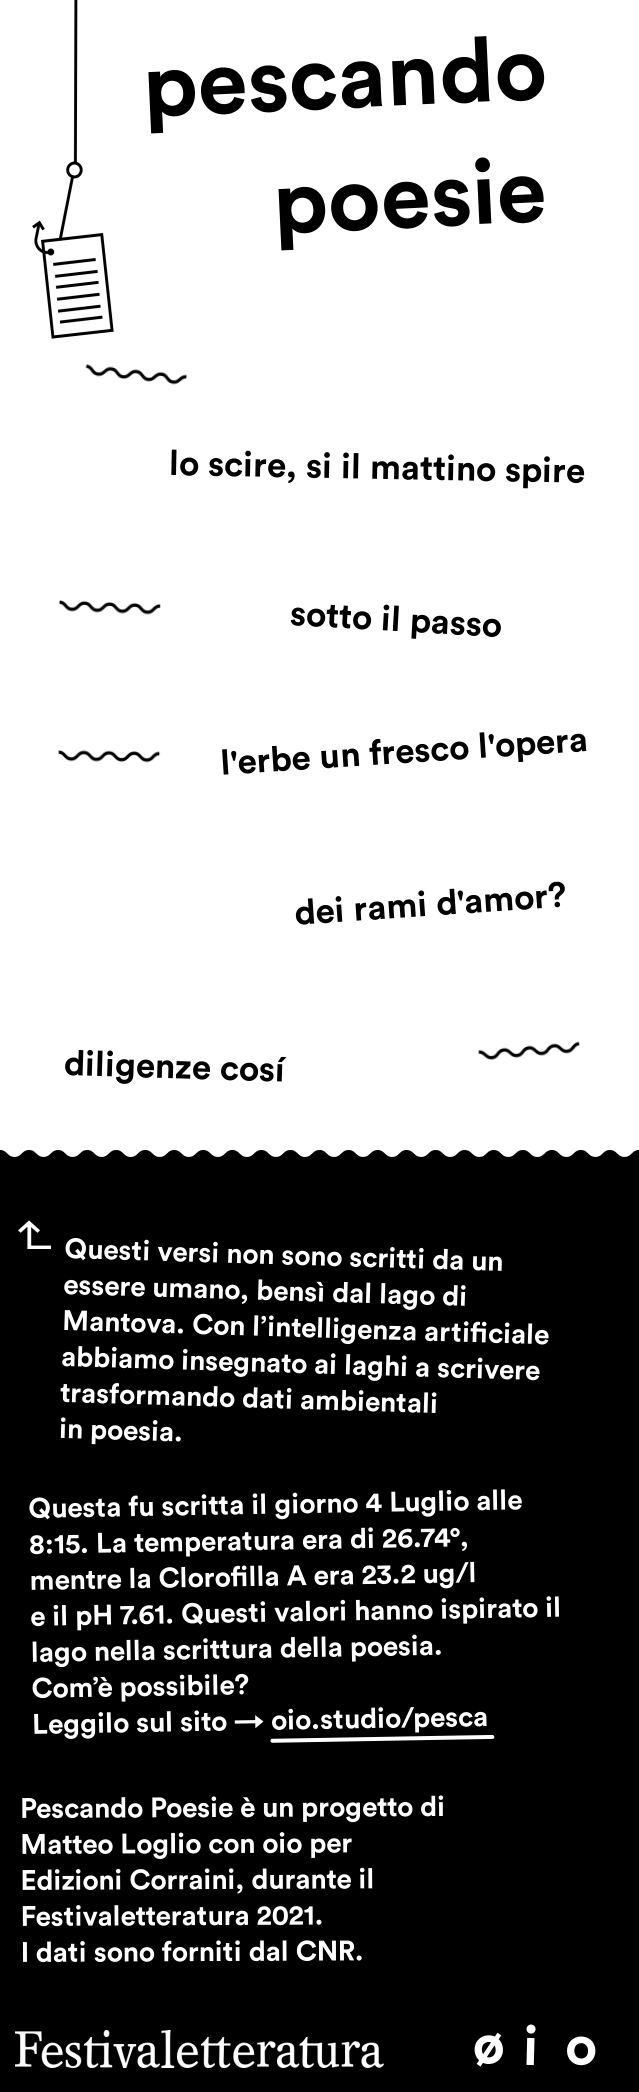 pescando
poesie
lo scire, si il mattino spire
sotto il passo
l'erbe un fresco l'opera
dei rami d'amor?
diligenze cosí
Questi versi non sono scritti da un
essere umano, bensì dal lago di
Mantova. Con l’intelligenza artificiale
abbiamo insegnato ai laghi a scrivere
trasformando dati ambientali
in poesia.
Questa fu scritta il giorno 4 Luglio alle
8:15. La temperatura era di 26.74°,
mentre la Clorofilla A era 23.2 ug/l
e il pH 7.61. Questi valori hanno ispirato il
lago nella scrittura della poesia.
Com’è possibile?
Leggilo sul sito → oio.studio/pesca
Pescando Poesie è un progetto di
Matteo Loglio con oio per
Edizioni Corraini, durante il
Festivaletteratura 2021.
I dati sono forniti dal CNR.
Festivaletteratura
ø i o